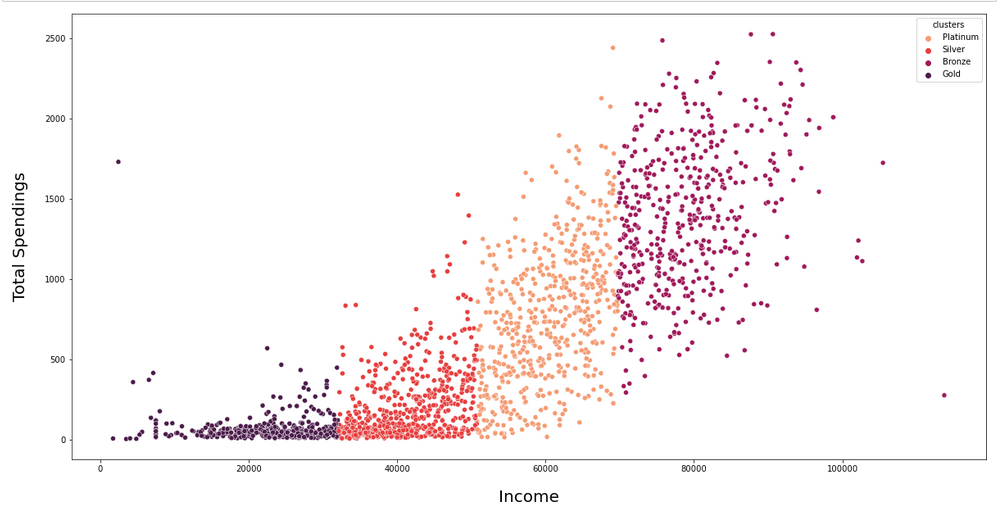 clusters
Platinum
Silver
Bronze
Gold
2500
2000
1500
1000
500
0
Total Spendings
0
20000
40000
60000
80000
100000
Income